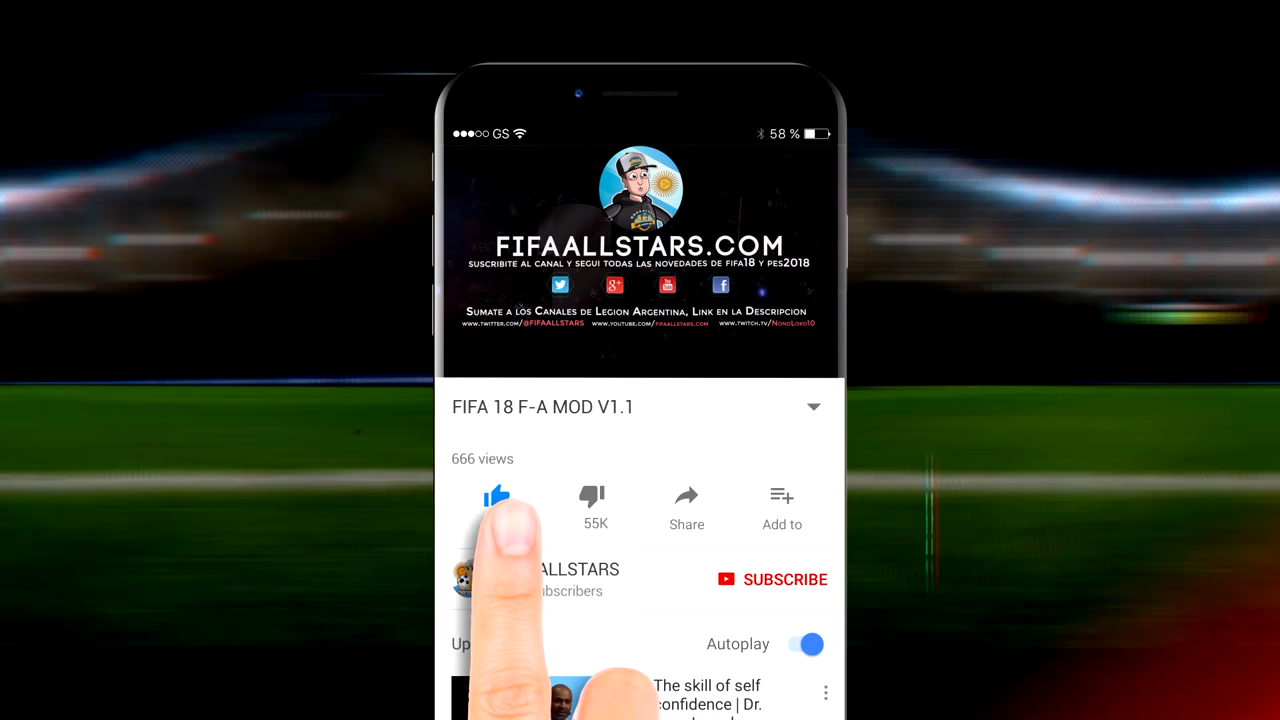 GS
58 %
FIFAALLSTARS.COM
SUSCRIBITE AL CANAL Y SEGUI TODAS LAS NOVEDADES DE FIFA18 Y PES2018
SUMATE A LOS CANALES DE LEGION ARGENTINA, LINK EN LA DESCRIPCION
WWW.TWITTER.COM/@FIFAALLSTARS WWW.YOUTUBE.COM/FIFAALLSTARS.COM WWW.TWITCH.TV/NONOLOKO10
FIFA 18 F-A MOD V1.1
666 views
55K Share Add to
ALLSTARS
SUBSCRIBE
Autoplay
The skill of self
confidence | Dr.